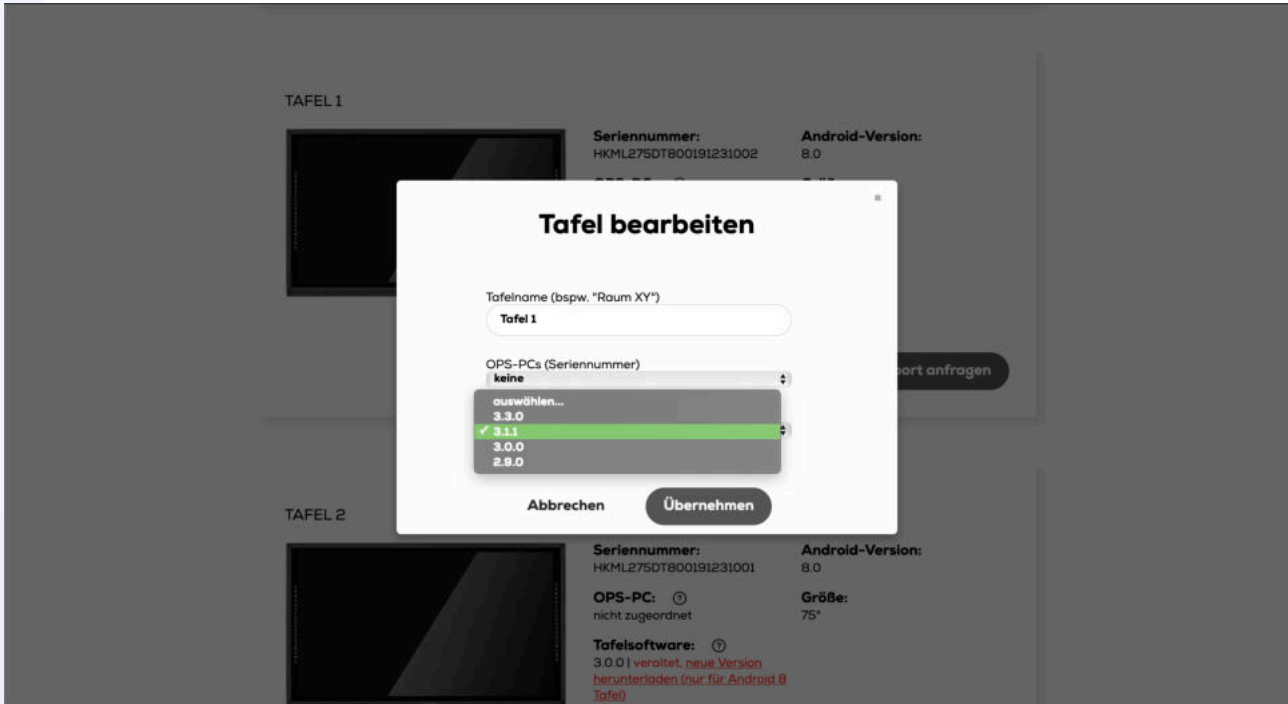 TAFEL 1
Seriennummer:
HKML275DT800191231002
Android-Version:
8.0
Tafel bearbeiten
Tafelname (bspw. "Raum XY")
Tafel 1
OPS-PCs (Seriennummer)
keine
auswählen...
3.3.0
✓ 3.1.1
3.0.0
2.9.0
Abbrechen
Übernehmen
anfragen
TAFEL 2
Seriennummer:
HKML275DT800191231001
Android-Version:
8.0
OPS-PC:
nicht zugeordnet
Größe:
75"
Tafelsoftware:
3.0.0 | veraltet, neue Version
herunterladen (nur für Android 8
Tafel)